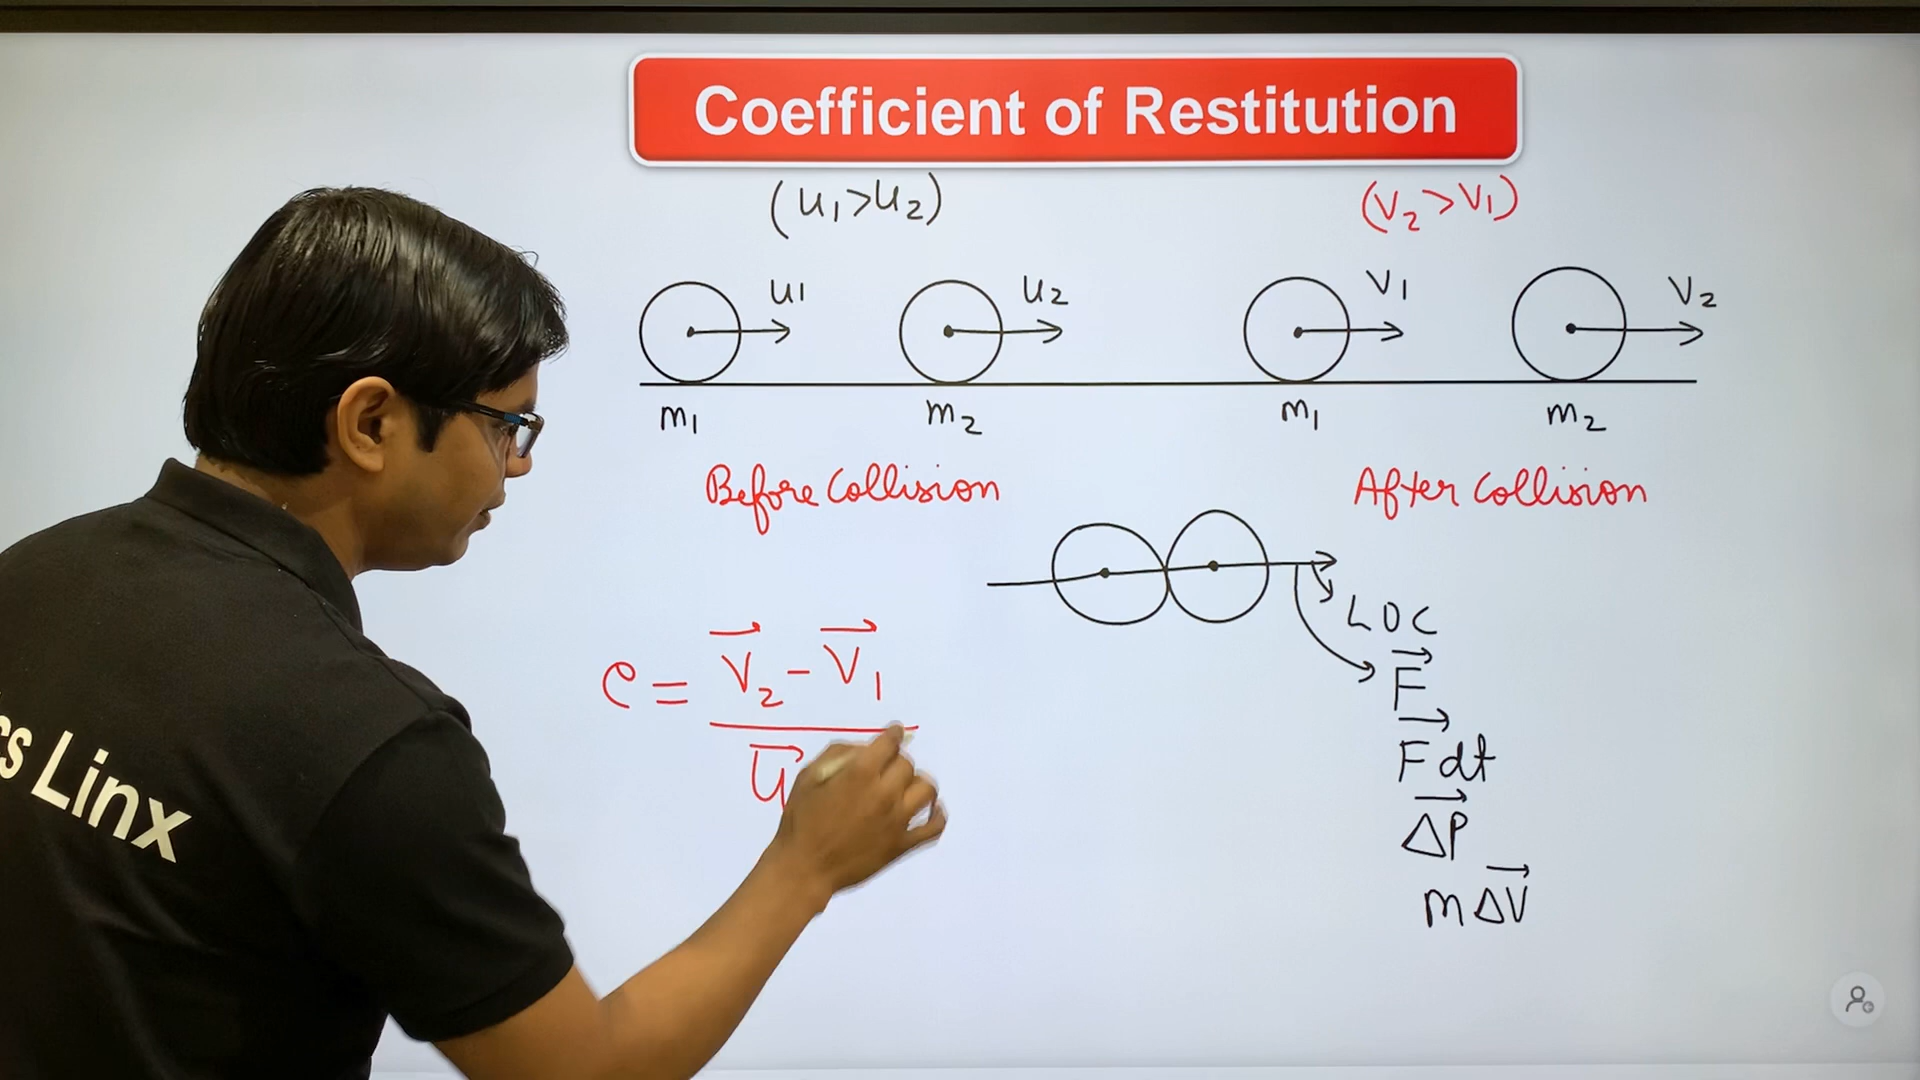 Coefficient of Restitution
(u1>u2) (v2>v1)
u1 u2 v1 v2
m1 m2 m1 m2
Before Collision After Collision
LOC
F⃗
e = (v⃗2 - v⃗1) / u⃗
F⃗dt
Δp⃗
mΔv⃗
Linx